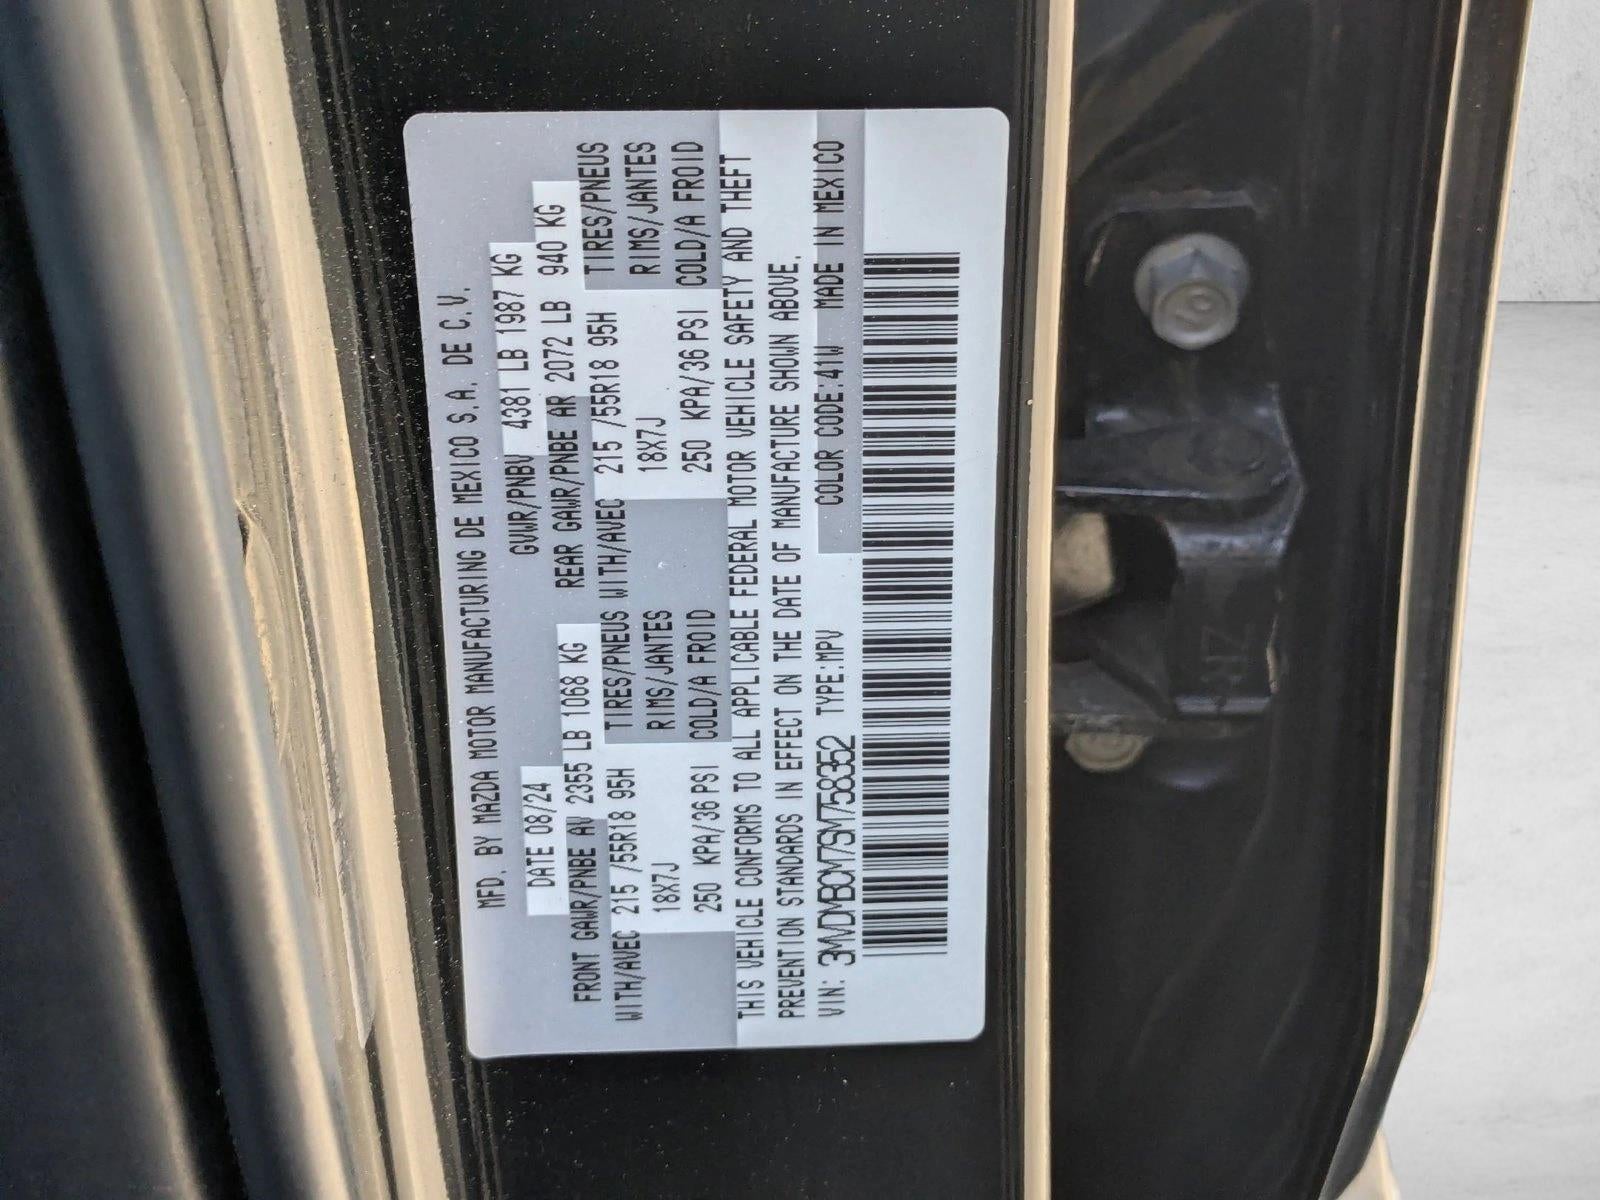 MFD. BY MAZDA MOTOR MANUFACTURING DE MEXICO S.A. DE C.V.
DATE 08/24 GVWR/PNBV 4381 LB 1987 KG
FRONT GAWR/PNBE AV 2355 LB 1068 KG REAR GAWR/PNBE AR 2072 LB 940 KG
WITH/AVEC 215 /55R18 95H TIRES/PNEUS WITH/AVEC 215 /55R18 95H TIRES/PNEUS
18X7J RIMS/JANTES 18X7J RIMS/JANTES
250 KPA/36 PSI COLD/A FROID 250 KPA/36 PSI COLD/A FROID
THIS VEHICLE CONFORMS TO ALL APPLICABLE FEDERAL MOTOR VEHICLE SAFETY AND THEFT
PREVENTION STANDARDS IN EFFECT ON THE DATE OF MANUFACTURE SHOWN ABOVE.
VIN: 3MVDMBCM7SM758352 TYPE:MPV COLOR CODE:41W MADE IN MEXICO